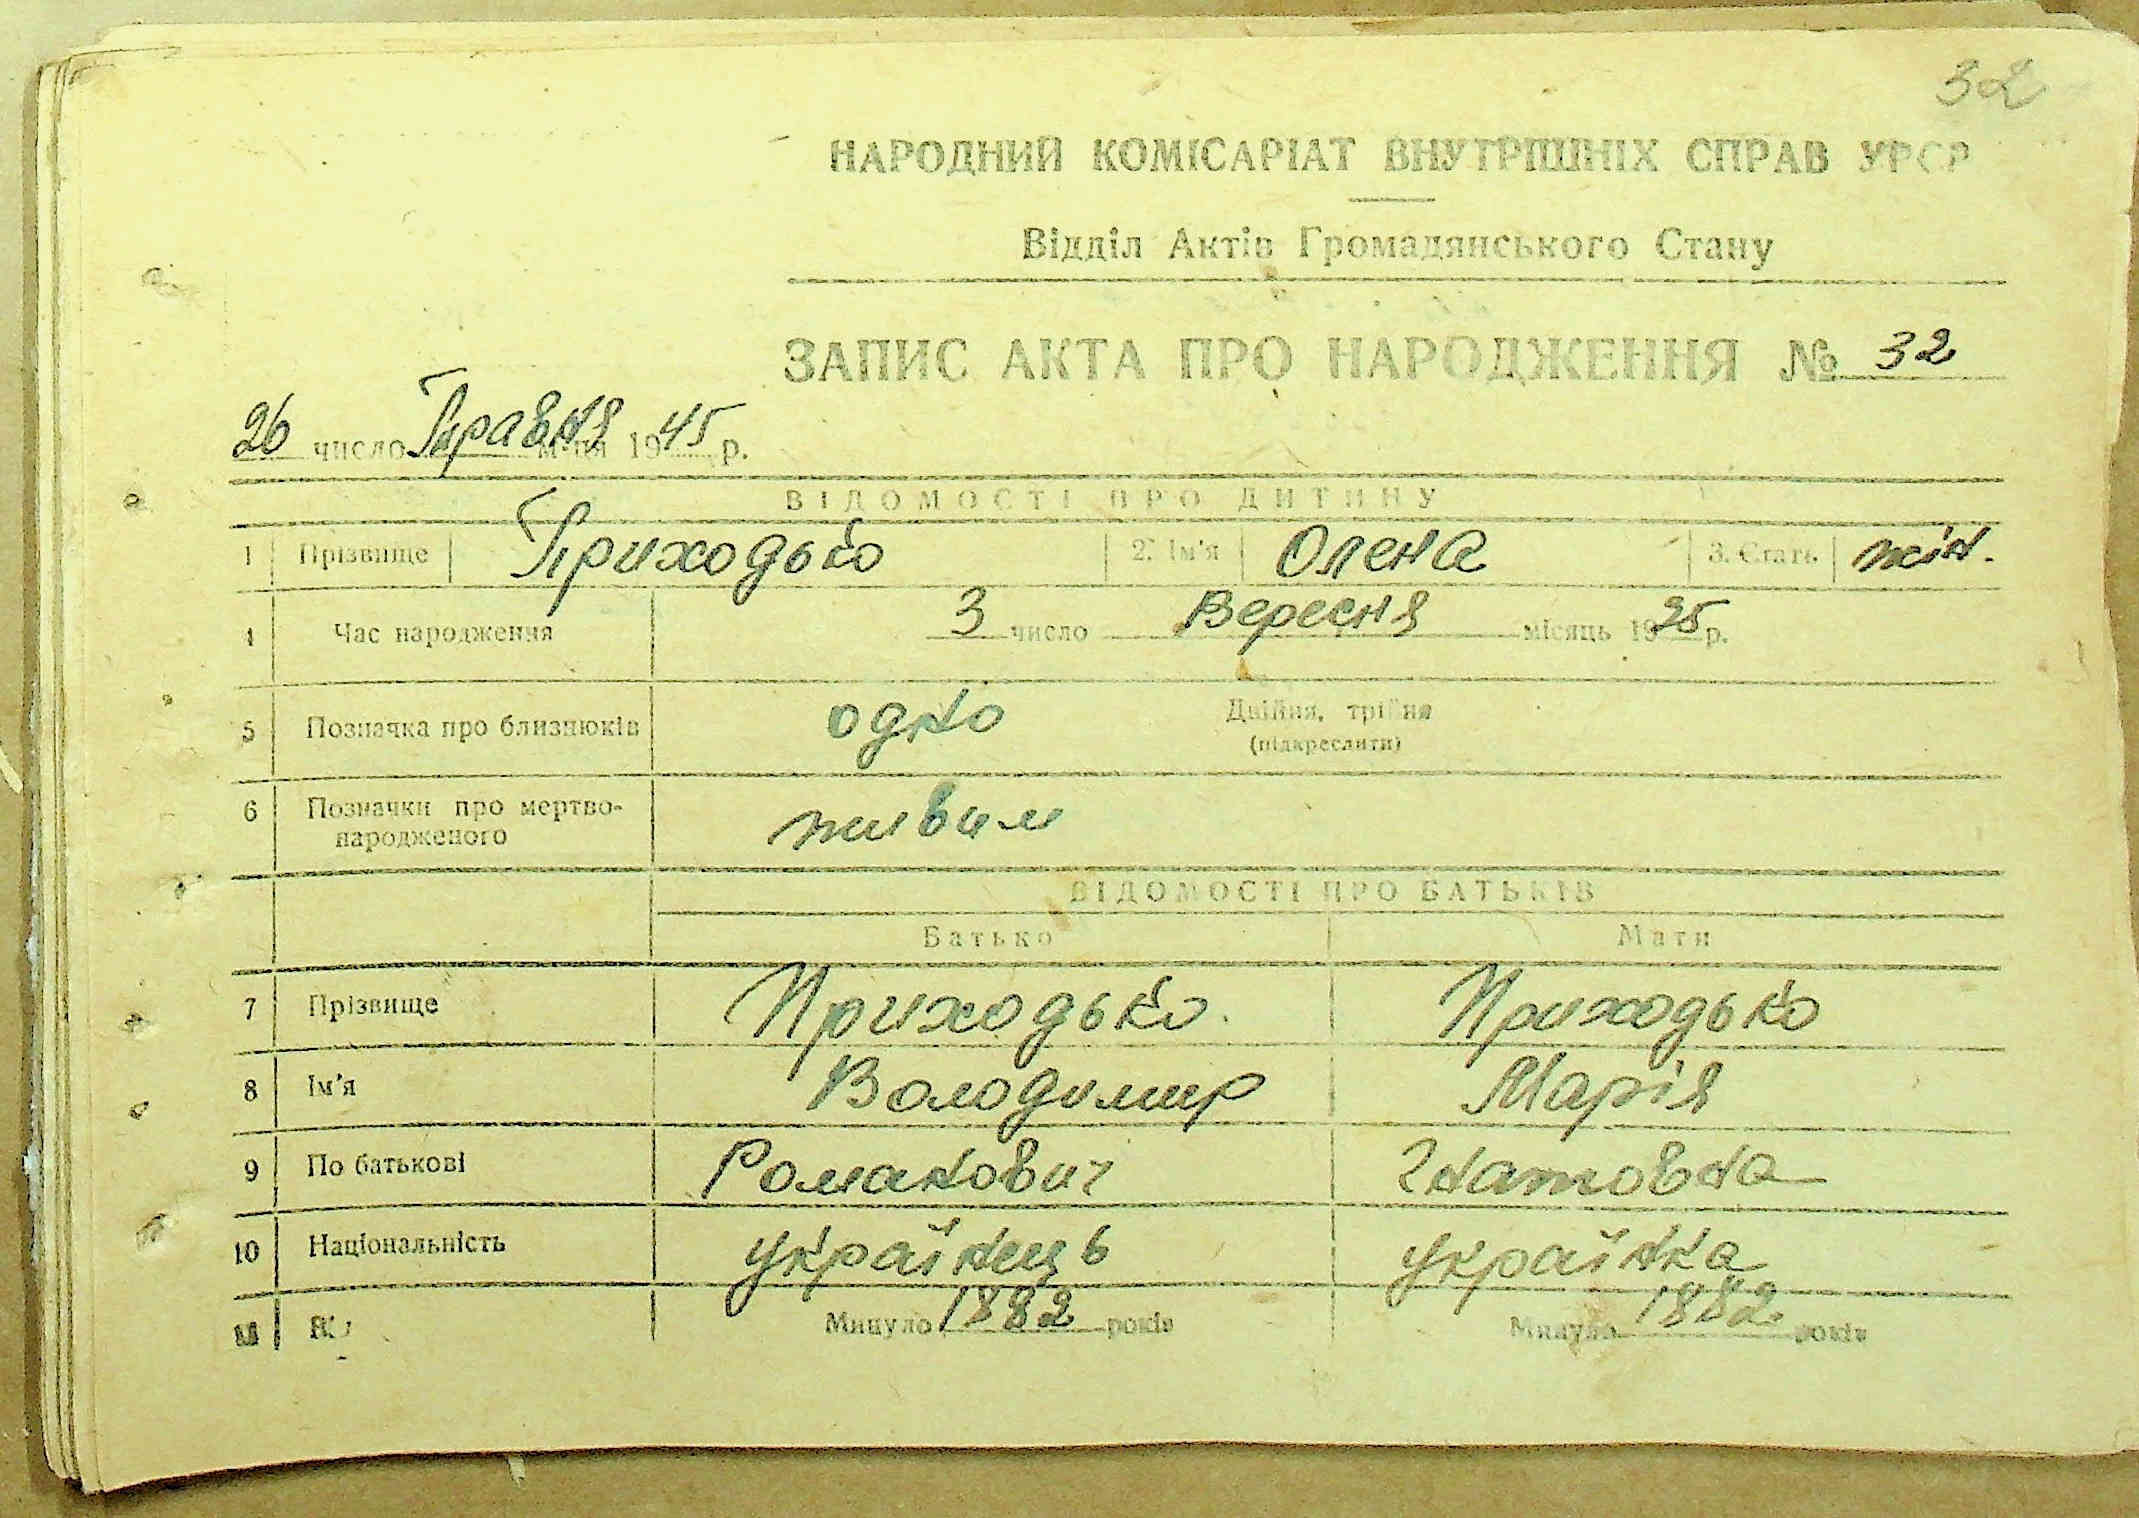 32
НАРОДНИЙ КОМІСАРІАТ ВНУТРІШНІХ СПРАВ УРСР
Відділ Актів Громадянського Стану
ЗАПИС АКТА ПРО НАРОДЖЕННЯ № 32
26 число Травня м-ця 1945 р.
ВІДОМОСТІ ПРО ДИТИНУ
1 Прізвище Приходько 2. Ім'я Олена 3. Стать жін.
4 Час народження 3 число Вересня місяць 1925 р.
5 Позначка про близнюків одно Двійня, трійня
(підкреслити)
6 Позначки про мертво-
народженого живим
ВІДОМОСТІ ПРО БАТЬКІВ
Батько Мати
7 Прізвище Приходько Приходько
8 Ім'я Володимир Марія
9 По батькові Романович Гнатовна
10 Національність українець українка
Минуло 1882 років Минуло 1882 років